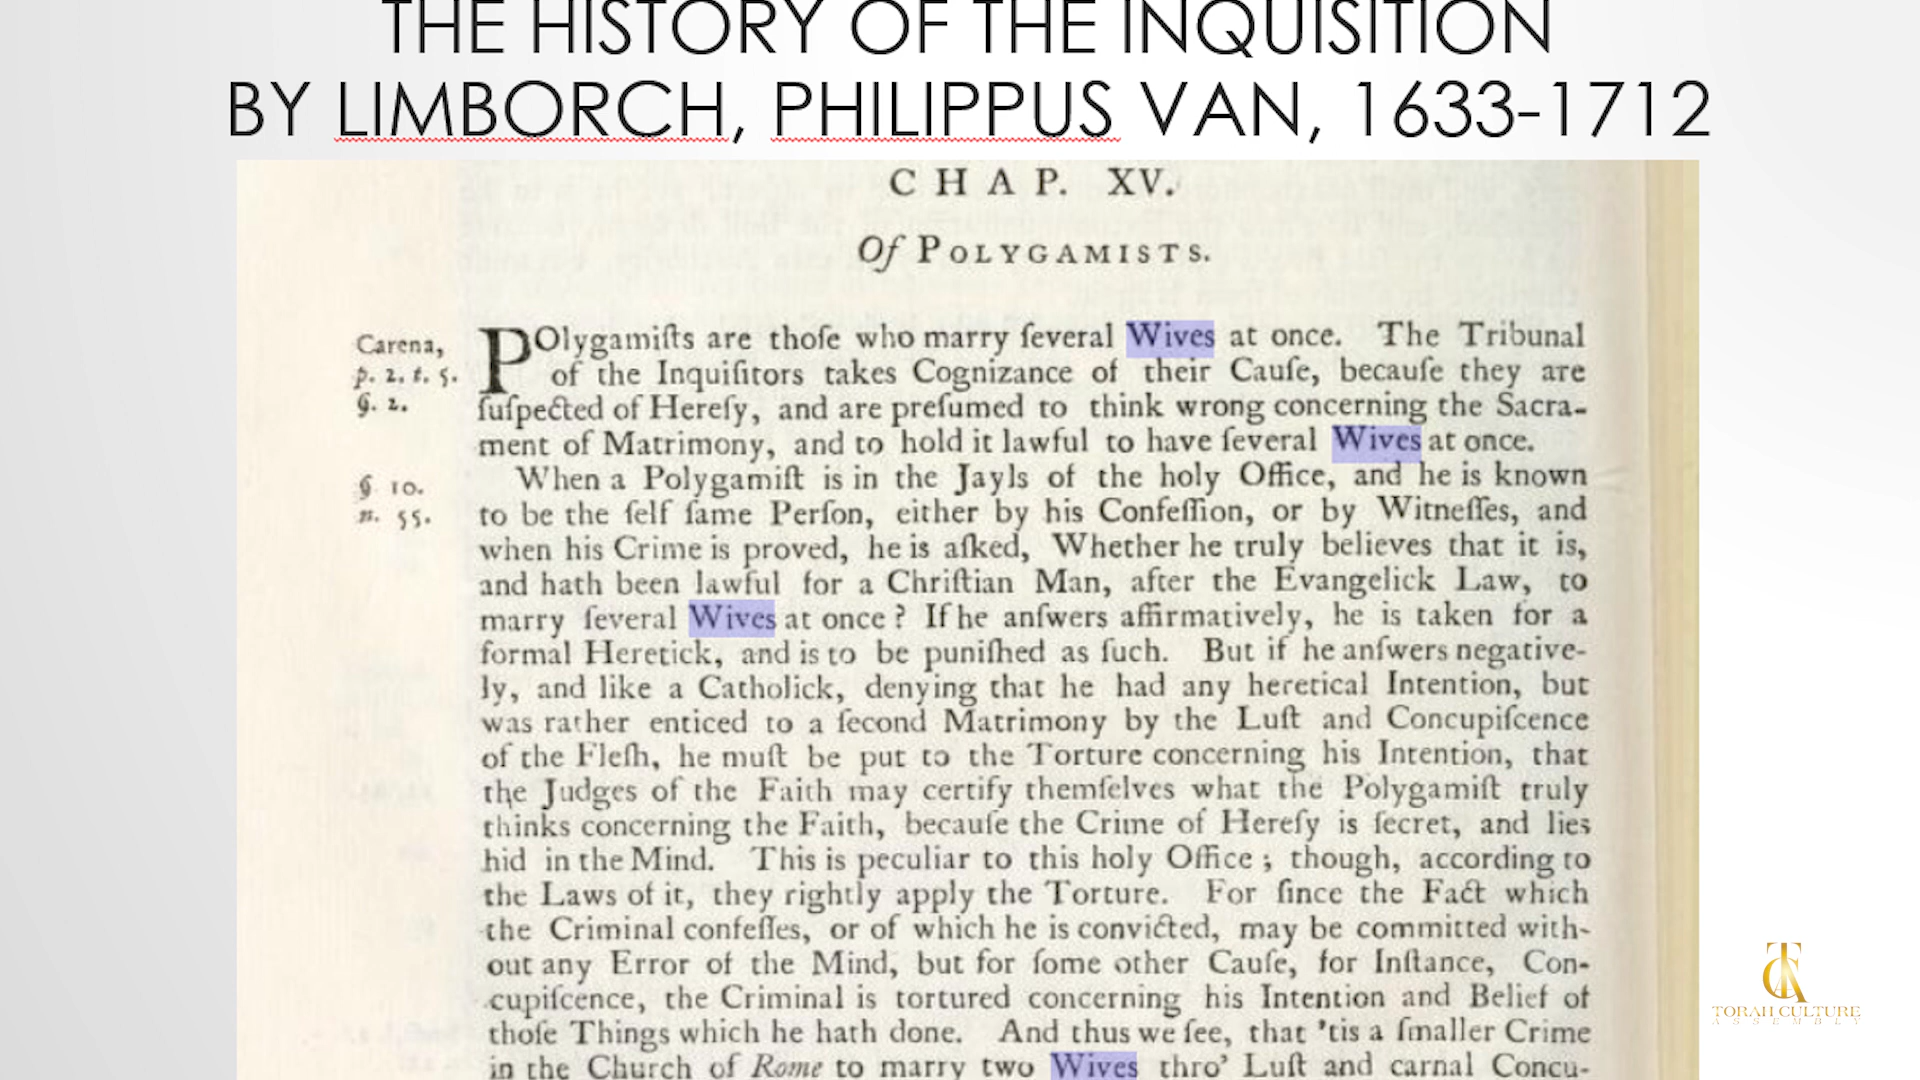 THE HISTORY OF THE INQUISITION
BY LIMBORCH, PHILIPPUS VAN, 1633-1712
CHAP. XV.
Of POLYGAMISTS.
Carena,
p. 2. t. 5.
§. 2.
POlygamiſts are thoſe who marry ſeveral Wives at once. The Tribunal
of the Inquiſitors takes Cognizance of their Cauſe, becauſe they are
ſuſpected of Hereſy, and are preſumed to think wrong concerning the Sacra-
ment of Matrimony, and to hold it lawful to have ſeveral Wives at once.
§ 10.
n. 55.
When a Polygamiſt is in the Jayls of the holy Office, and he is known
to be the ſelf ſame Perſon, either by his Confeſſion, or by Witneſſes, and
when his Crime is proved, he is aſked, Whether he truly believes that it is,
and hath been lawful for a Chriſtian Man, after the Evangelick Law, to
marry ſeveral Wives at once? If he anſwers affirmatively, he is taken for a
formal Heretick, and is to be puniſhed as ſuch. But if he anſwers negative-
ly, and like a Catholick, denying that he had any heretical Intention, but
was rather enticed to a ſecond Matrimony by the Luſt and Concupiſcence
of the Fleſh, he muſt be put to the Torture concerning his Intention, that
the Judges of the Faith may certify themſelves what the Polygamiſt truly
thinks concerning the Faith, becauſe the Crime of Hereſy is ſecret, and lies
hid in the Mind. This is peculiar to this holy Office; though, according to
the Laws of it, they rightly apply the Torture. For ſince the Fact which
the Criminal confeſſes, or of which he is convicted, may be committed with-
out any Error of the Mind, but for ſome other Cauſe, for Inſtance, Con-
cupiſcence, the Criminal is tortured concerning his Intention and Belief of
thoſe Things which he hath done. And thus we ſee, that 'tis a ſmaller Crime
in the Church of Rome to marry two Wives thro' Luſt and carnal Concu-
TCA
TORAH CULTURE
ASSEMBLY